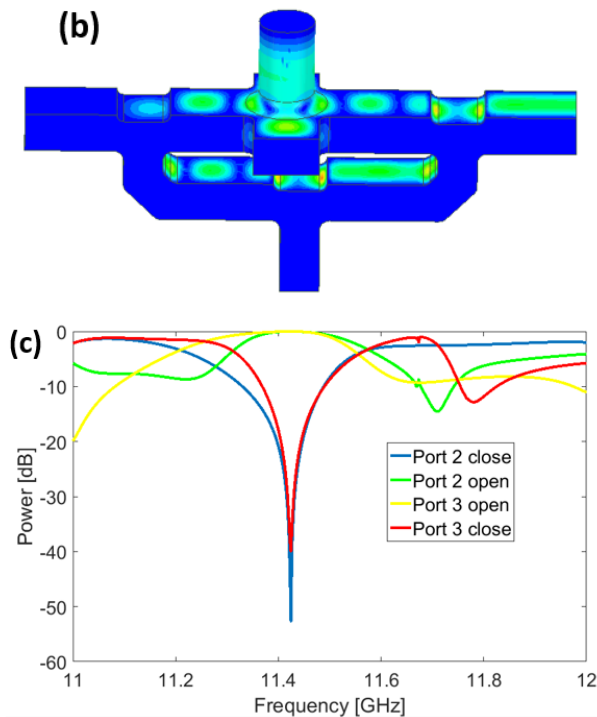 (b)
(c)
0
-10
-20
-30
-40
-50
-60
Power [dB]
Port 2 close
Port 2 open
Port 3 open
Port 3 close
11 11.2 11.4 11.6 11.8 12
Frequency [GHz]